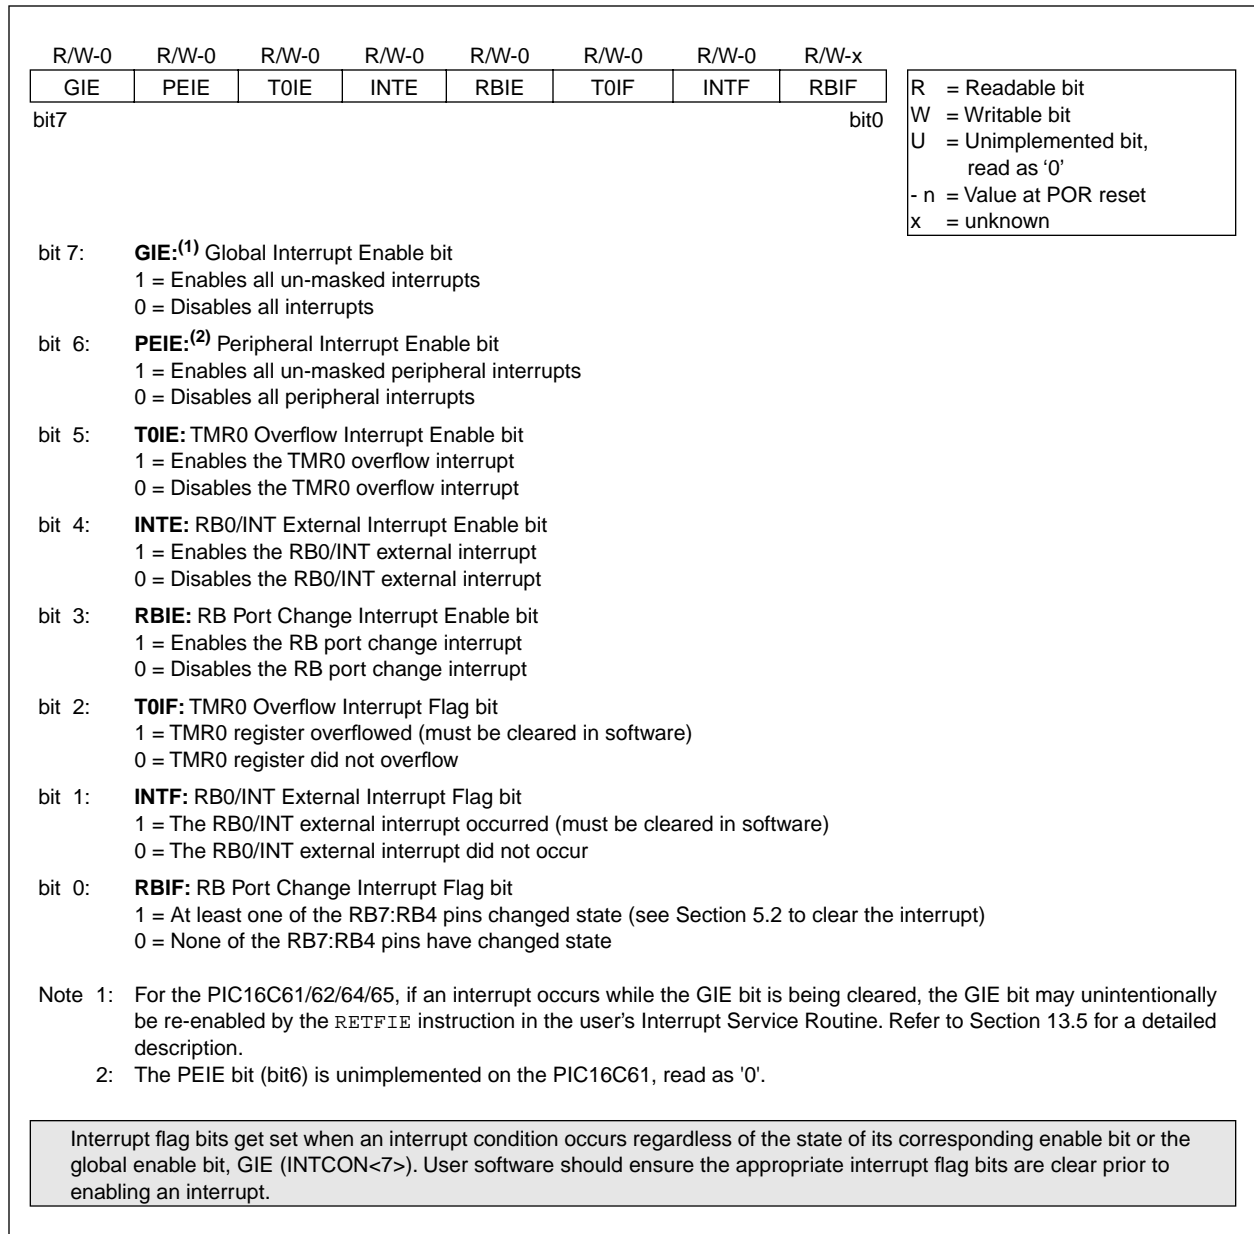 R/W-0 R/W-0 R/W-0 R/W-0 R/W-0 R/W-0 R/W-0 R/W-x
GIE PEIE T0IE INTE RBIE T0IF INTF RBIF
bit7 bit0
R = Readable bit
W = Writable bit
U = Unimplemented bit,
read as ‘0’
- n = Value at POR reset
x = unknown
bit 7: GIE:(1) Global Interrupt Enable bit
1 = Enables all un-masked interrupts
0 = Disables all interrupts
bit 6: PEIE:(2) Peripheral Interrupt Enable bit
1 = Enables all un-masked peripheral interrupts
0 = Disables all peripheral interrupts
bit 5: T0IE: TMR0 Overflow Interrupt Enable bit
1 = Enables the TMR0 overflow interrupt
0 = Disables the TMR0 overflow interrupt
bit 4: INTE: RB0/INT External Interrupt Enable bit
1 = Enables the RB0/INT external interrupt
0 = Disables the RB0/INT external interrupt
bit 3: RBIE: RB Port Change Interrupt Enable bit
1 = Enables the RB port change interrupt
0 = Disables the RB port change interrupt
bit 2: T0IF: TMR0 Overflow Interrupt Flag bit
1 = TMR0 register overflowed (must be cleared in software)
0 = TMR0 register did not overflow
bit 1: INTF: RB0/INT External Interrupt Flag bit
1 = The RB0/INT external interrupt occurred (must be cleared in software)
0 = The RB0/INT external interrupt did not occur
bit 0: RBIF: RB Port Change Interrupt Flag bit
1 = At least one of the RB7:RB4 pins changed state (see Section 5.2 to clear the interrupt)
0 = None of the RB7:RB4 pins have changed state
Note 1: For the PIC16C61/62/64/65, if an interrupt occurs while the GIE bit is being cleared, the GIE bit may unintentionally
be re-enabled by the RETFIE instruction in the user’s Interrupt Service Routine. Refer to Section 13.5 for a detailed
description.
2: The PEIE bit (bit6) is unimplemented on the PIC16C61, read as '0'.
Interrupt flag bits get set when an interrupt condition occurs regardless of the state of its corresponding enable bit or the
global enable bit, GIE (INTCON<7>). User software should ensure the appropriate interrupt flag bits are clear prior to
enabling an interrupt.